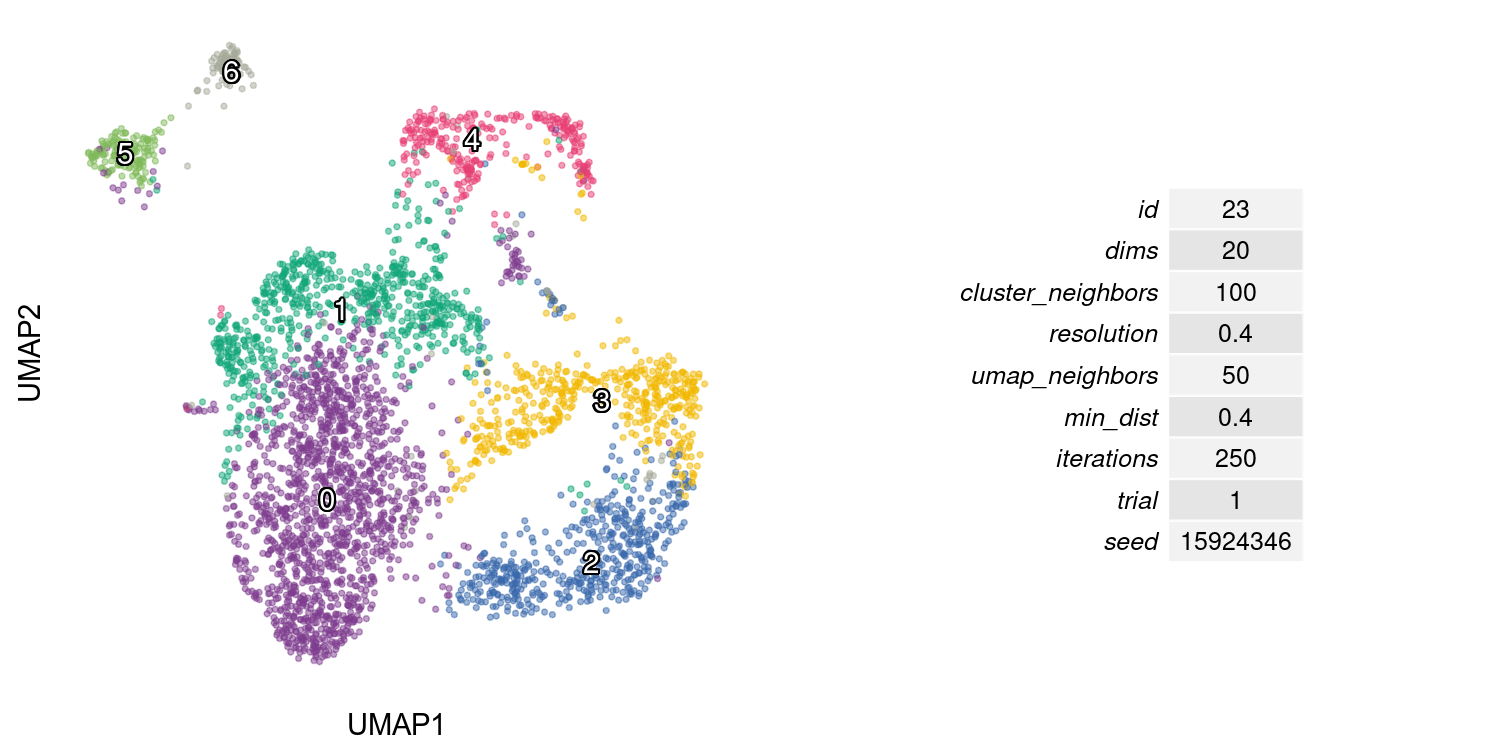 6
5
4
1
3
0
2
UMAP2
UMAP1
id 23
dims 20
cluster_neighbors 100
resolution 0.4
umap_neighbors 50
min_dist 0.4
iterations 250
trial 1
seed 15924346